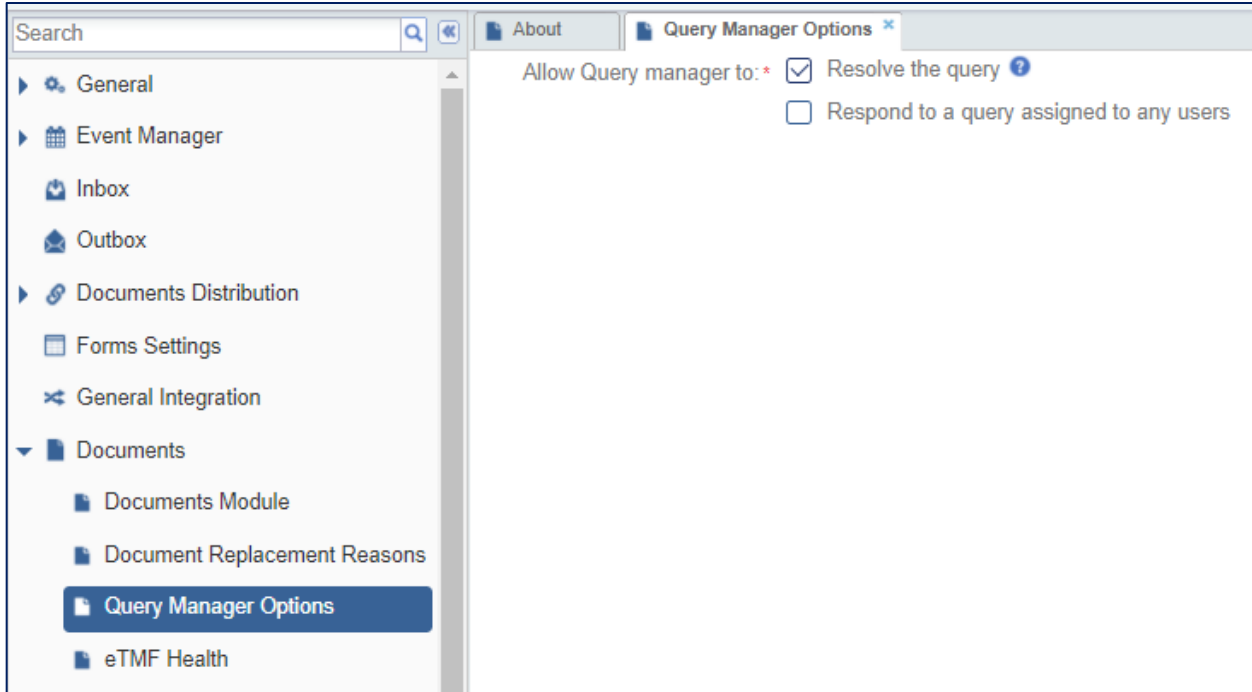 Search
General
Event Manager
Inbox
Outbox
Documents Distribution
Forms Settings
General Integration
Documents
Documents Module
Document Replacement Reasons
Query Manager Options
eTMF Health
About
Query Manager Options ×
Allow Query manager to:* Resolve the query ?
Respond to a query assigned to any users